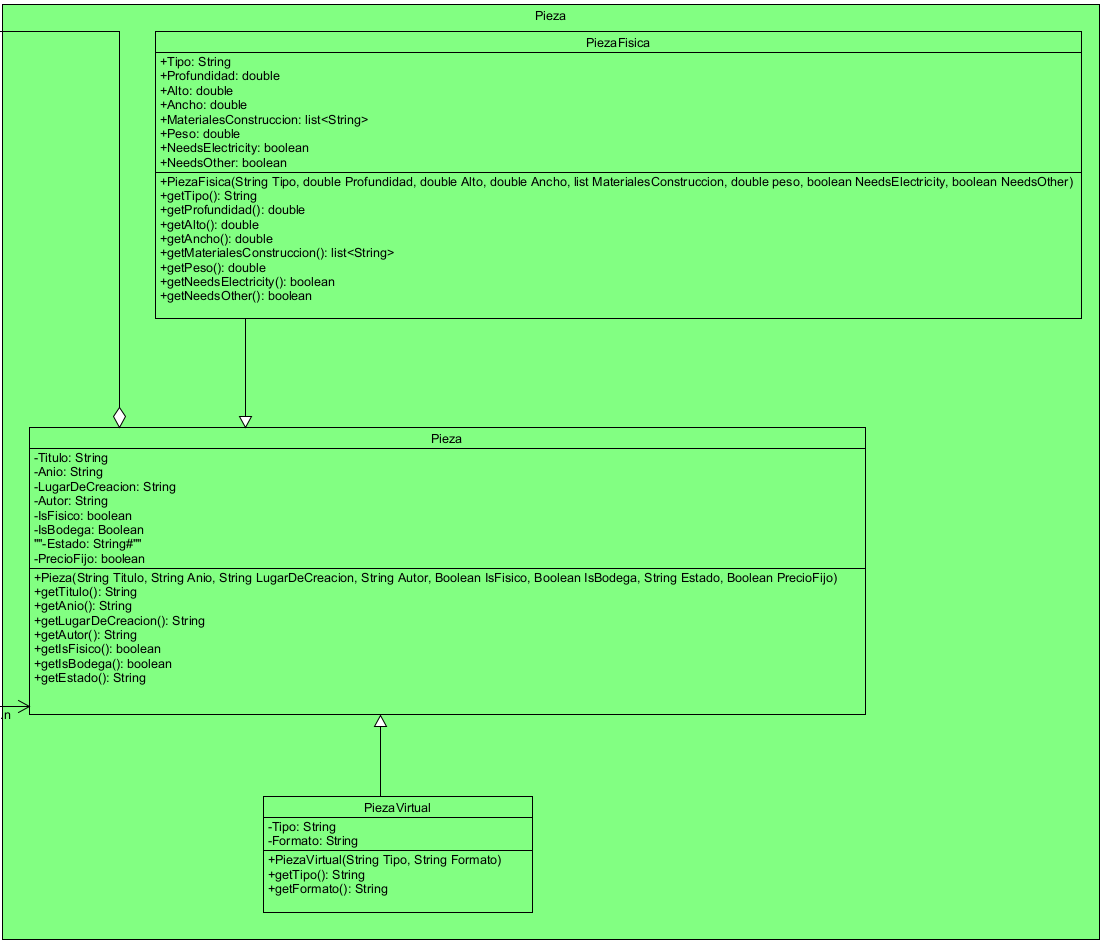 Pieza
PiezaFisica
+Tipo: String
+Profundidad: double
+Alto: double
+Ancho: double
+MaterialesConstruccion: list<String>
+Peso: double
+NeedsElectricity: boolean
+NeedsOther: boolean
+PiezaFisica(String Tipo, double Profundidad, double Alto, double Ancho, list MaterialesConstruccion, double peso, boolean NeedsElectricity, boolean NeedsOther)
+getTipo(): String
+getProfundidad(): double
+getAlto(): double
+getAncho(): double
+getMaterialesConstruccion(): list<String>
+getPeso(): double
+getNeedsElectricity(): boolean
+getNeedsOther(): boolean
Pieza
-Titulo: String
-Anio: String
-LugarDeCreacion: String
-Autor: String
-IsFisico: boolean
-IsBodega: Boolean
""-Estado: String#""
-PrecioFijo: boolean
+Pieza(String Titulo, String Anio, String LugarDeCreacion, String Autor, Boolean IsFisico, Boolean IsBodega, String Estado, Boolean PrecioFijo)
+getTitulo(): String
+getAnio(): String
+getLugarDeCreacion(): String
+getAutor(): String
+getIsFisico(): boolean
+getIsBodega(): boolean
+getEstado(): String
.n
PiezaVirtual
-Tipo: String
-Formato: String
+PiezaVirtual(String Tipo, String Formato)
+getTipo(): String
+getFormato(): String